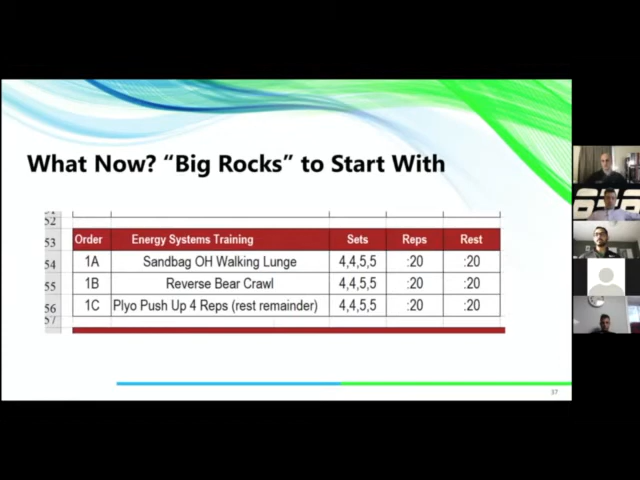 What Now? “Big Rocks” to Start With
52
53 Order Energy Systems Training Sets Reps Rest
54 1A Sandbag OH Walking Lunge 4,4,5,5 :20 :20
55 1B Reverse Bear Crawl 4,4,5,5 :20 :20
56 1C Plyo Push Up 4 Reps (rest remainder) 4,4,5,5 :20 :20
57
37